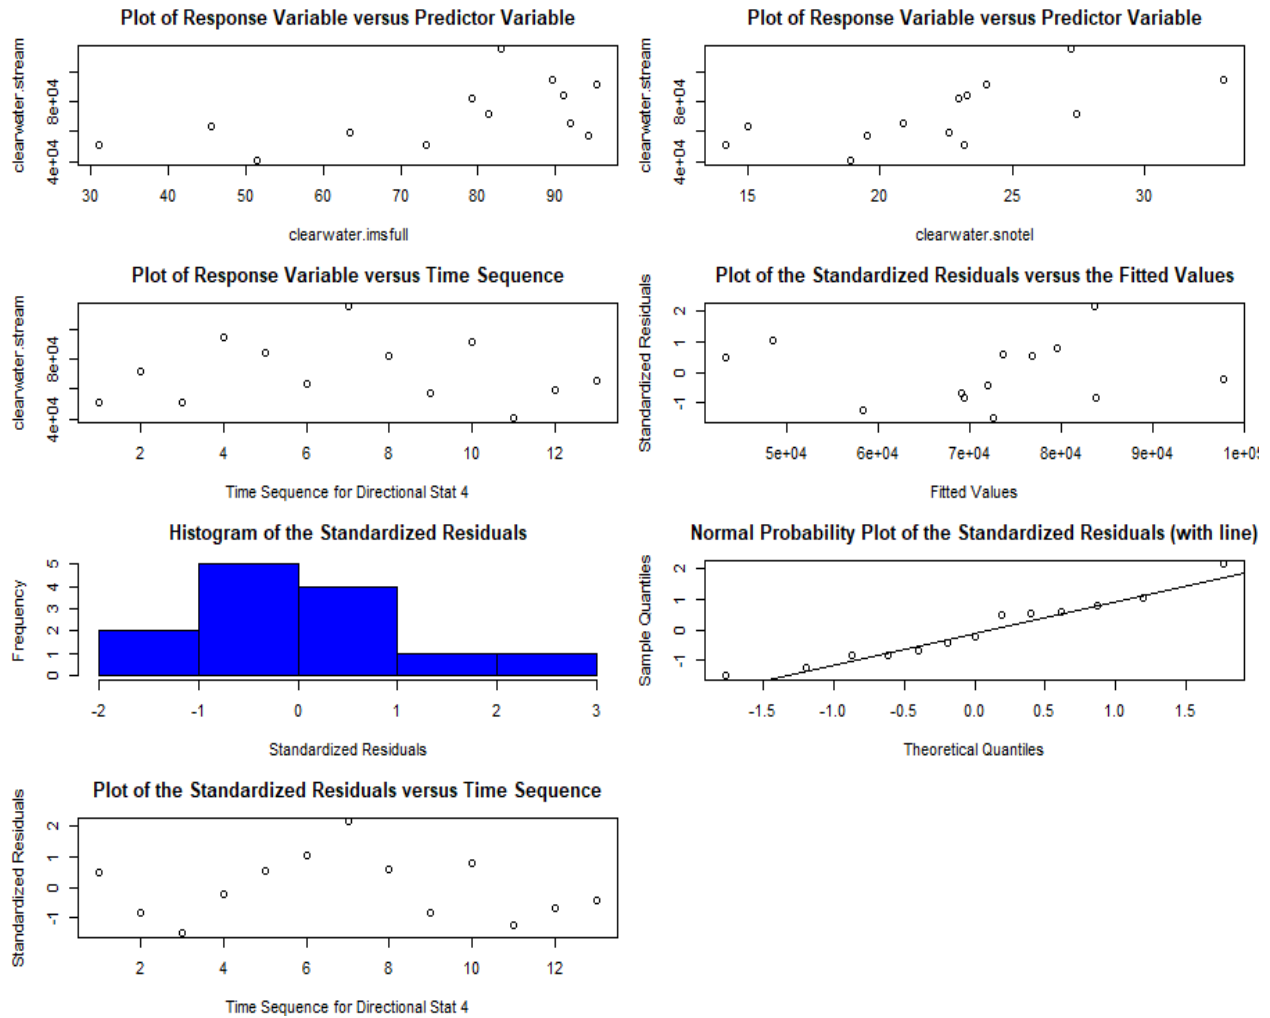 Plot of Response Variable versus Predictor Variable
clearwater.stream
4e+04 8e+04
30 40 50 60 70 80 90
clearwater.imsfull
Plot of Response Variable versus Predictor Variable
clearwater.stream
4e+04 8e+04
15 20 25 30
clearwater.snotel
Plot of Response Variable versus Time Sequence
clearwater.stream
4e+04 8e+04
2 4 6 8 10 12
Time Sequence for Directional Stat 4
Plot of the Standardized Residuals versus the Fitted Values
Standardized Residuals
-1 0 1 2
5e+04 6e+04 7e+04 8e+04 9e+04 1e+05
Fitted Values
Histogram of the Standardized Residuals
Frequency
0 1 2 3 4 5
-2 -1 0 1 2 3
Standardized Residuals
Normal Probability Plot of the Standardized Residuals (with line)
Sample Quantiles
-1 0 1 2
-1.5 -1.0 -0.5 0.0 0.5 1.0 1.5
Theoretical Quantiles
Plot of the Standardized Residuals versus Time Sequence
Standardized Residuals
-1 0 1 2
2 4 6 8 10 12
Time Sequence for Directional Stat 4